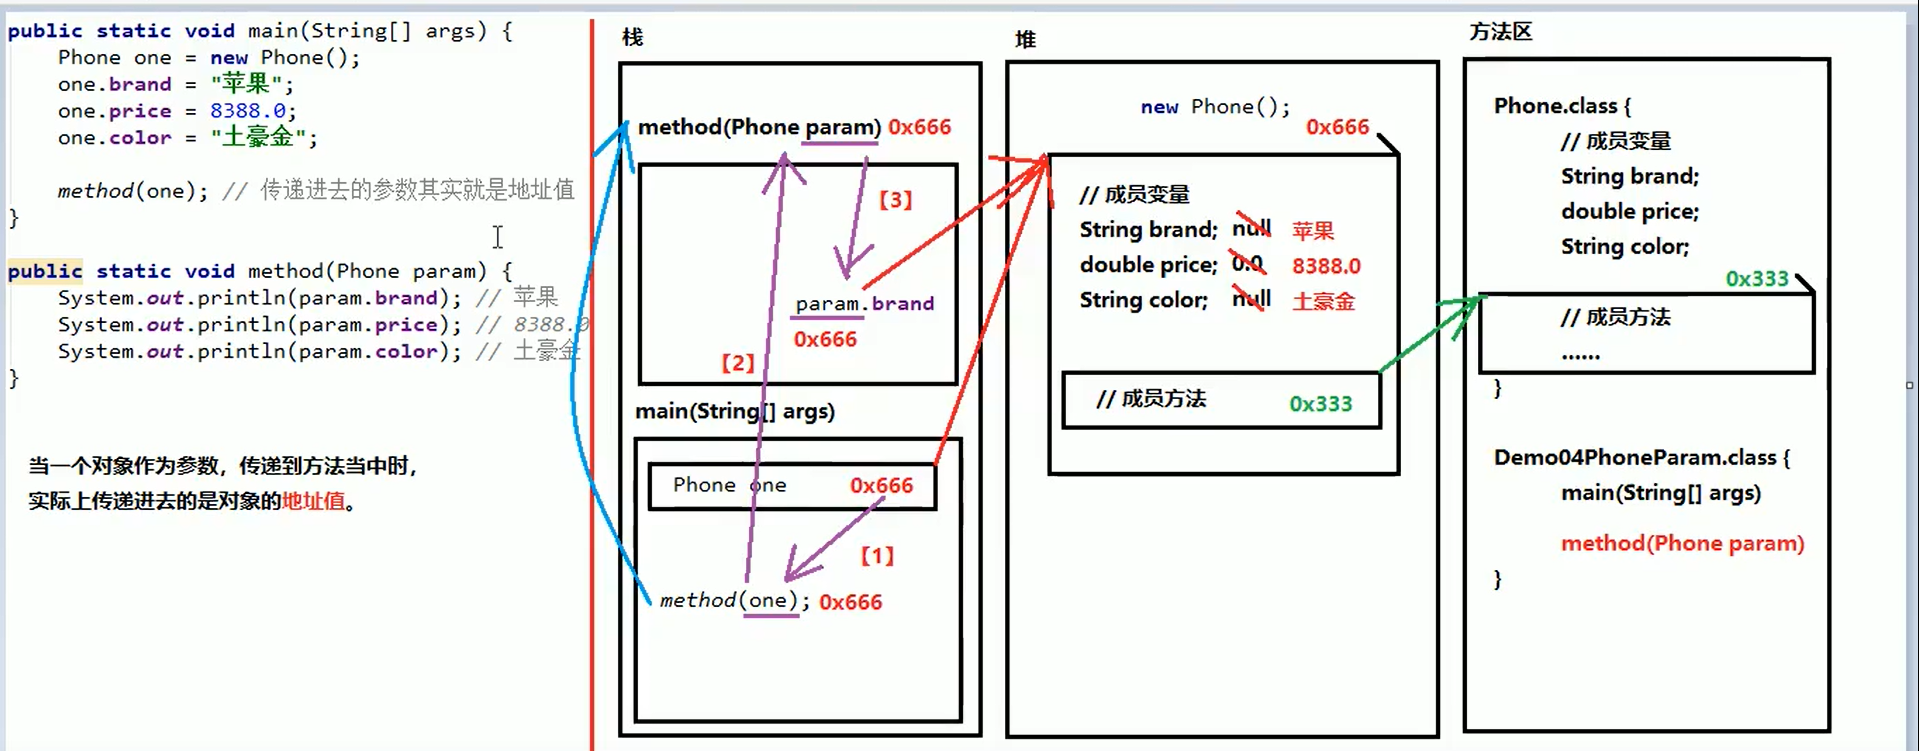 public static void main(String[] args) {
Phone one = new Phone();
one.brand = "苹果";
one.price = 8388.0;
one.color = "土豪金";
method(one); // 传递进去的参数其实就是地址值
}
public static void method(Phone param) {
System.out.println(param.brand); // 苹果
System.out.println(param.price); // 8388.0
System.out.println(param.color); // 土豪金
}
当一个对象作为参数，传递到方法当中时，
实际上传递进去的是对象的地址值。
栈
method(Phone param) 0x666
【3】
param.brand
0x666
【2】
main(String[] args)
Phone one 0x666
【1】
method(one); 0x666
堆
new Phone();
0x666
// 成员变量
String brand; null 苹果
double price; 0.0 8388.0
String color; null 土豪金
// 成员方法 0x333
方法区
Phone.class {
// 成员变量
String brand;
double price;
String color;
0x333
// 成员方法
......
}
Demo04PhoneParam.class {
main(String[] args)
method(Phone param)
}